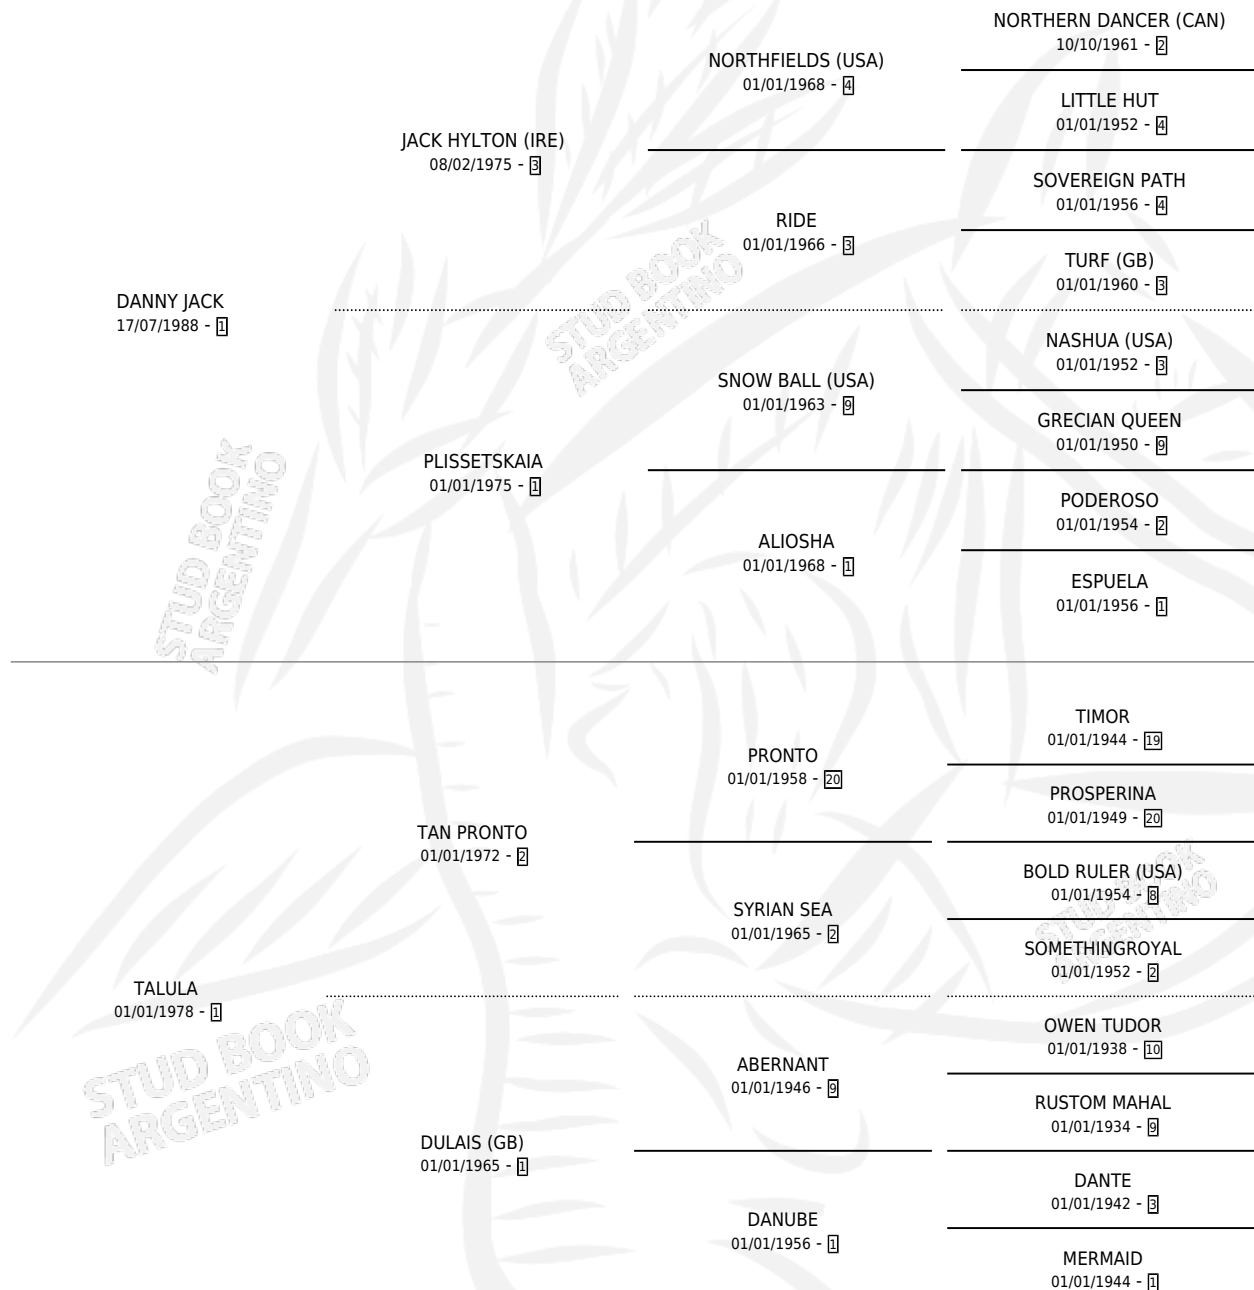 NORTHERN DANCER (CAN)
10/10/1961 - 2
NORTHFIELDS (USA)
01/01/1968 - 4
LITTLE HUT
01/01/1952 - 4
JACK HYLTON (IRE)
08/02/1975 - 3
SOVEREIGN PATH
01/01/1956 - 4
RIDE
01/01/1966 - 3
TURF (GB)
01/01/1960 - 3
DANNY JACK
17/07/1988 - 1
NASHUA (USA)
01/01/1952 - 3
SNOW BALL (USA)
01/01/1963 - 9
GRECIAN QUEEN
01/01/1950 - 9
PLISSETSKAIA
01/01/1975 - 1
PODEROSO
01/01/1954 - 2
ALIOSHA
01/01/1968 - 1
ESPUELA
01/01/1956 - 1
STUD BOOK
ARGENTINO
STUD BOOK
ARGENTINO
TIMOR
01/01/1944 - 19
PRONTO
01/01/1958 - 20
PROSPERINA
01/01/1949 - 20
TAN PRONTO
01/01/1972 - 2
BOLD RULER (USA)
01/01/1954 - 8
SYRIAN SEA
01/01/1965 - 2
SOMETHINGROYAL
01/01/1952 - 2
TALULA
01/01/1978 - 1
OWEN TUDOR
01/01/1938 - 10
ABERNANT
01/01/1946 - 9
RUSTOM MAHAL
01/01/1934 - 9
DULAIS (GB)
01/01/1965 - 1
DANTE
01/01/1942 - 3
DANUBE
01/01/1956 - 1
MERMAID
01/01/1944 - 1
STUD BOOK
ARGENTINO
STUD BOOK
ARGENTINO